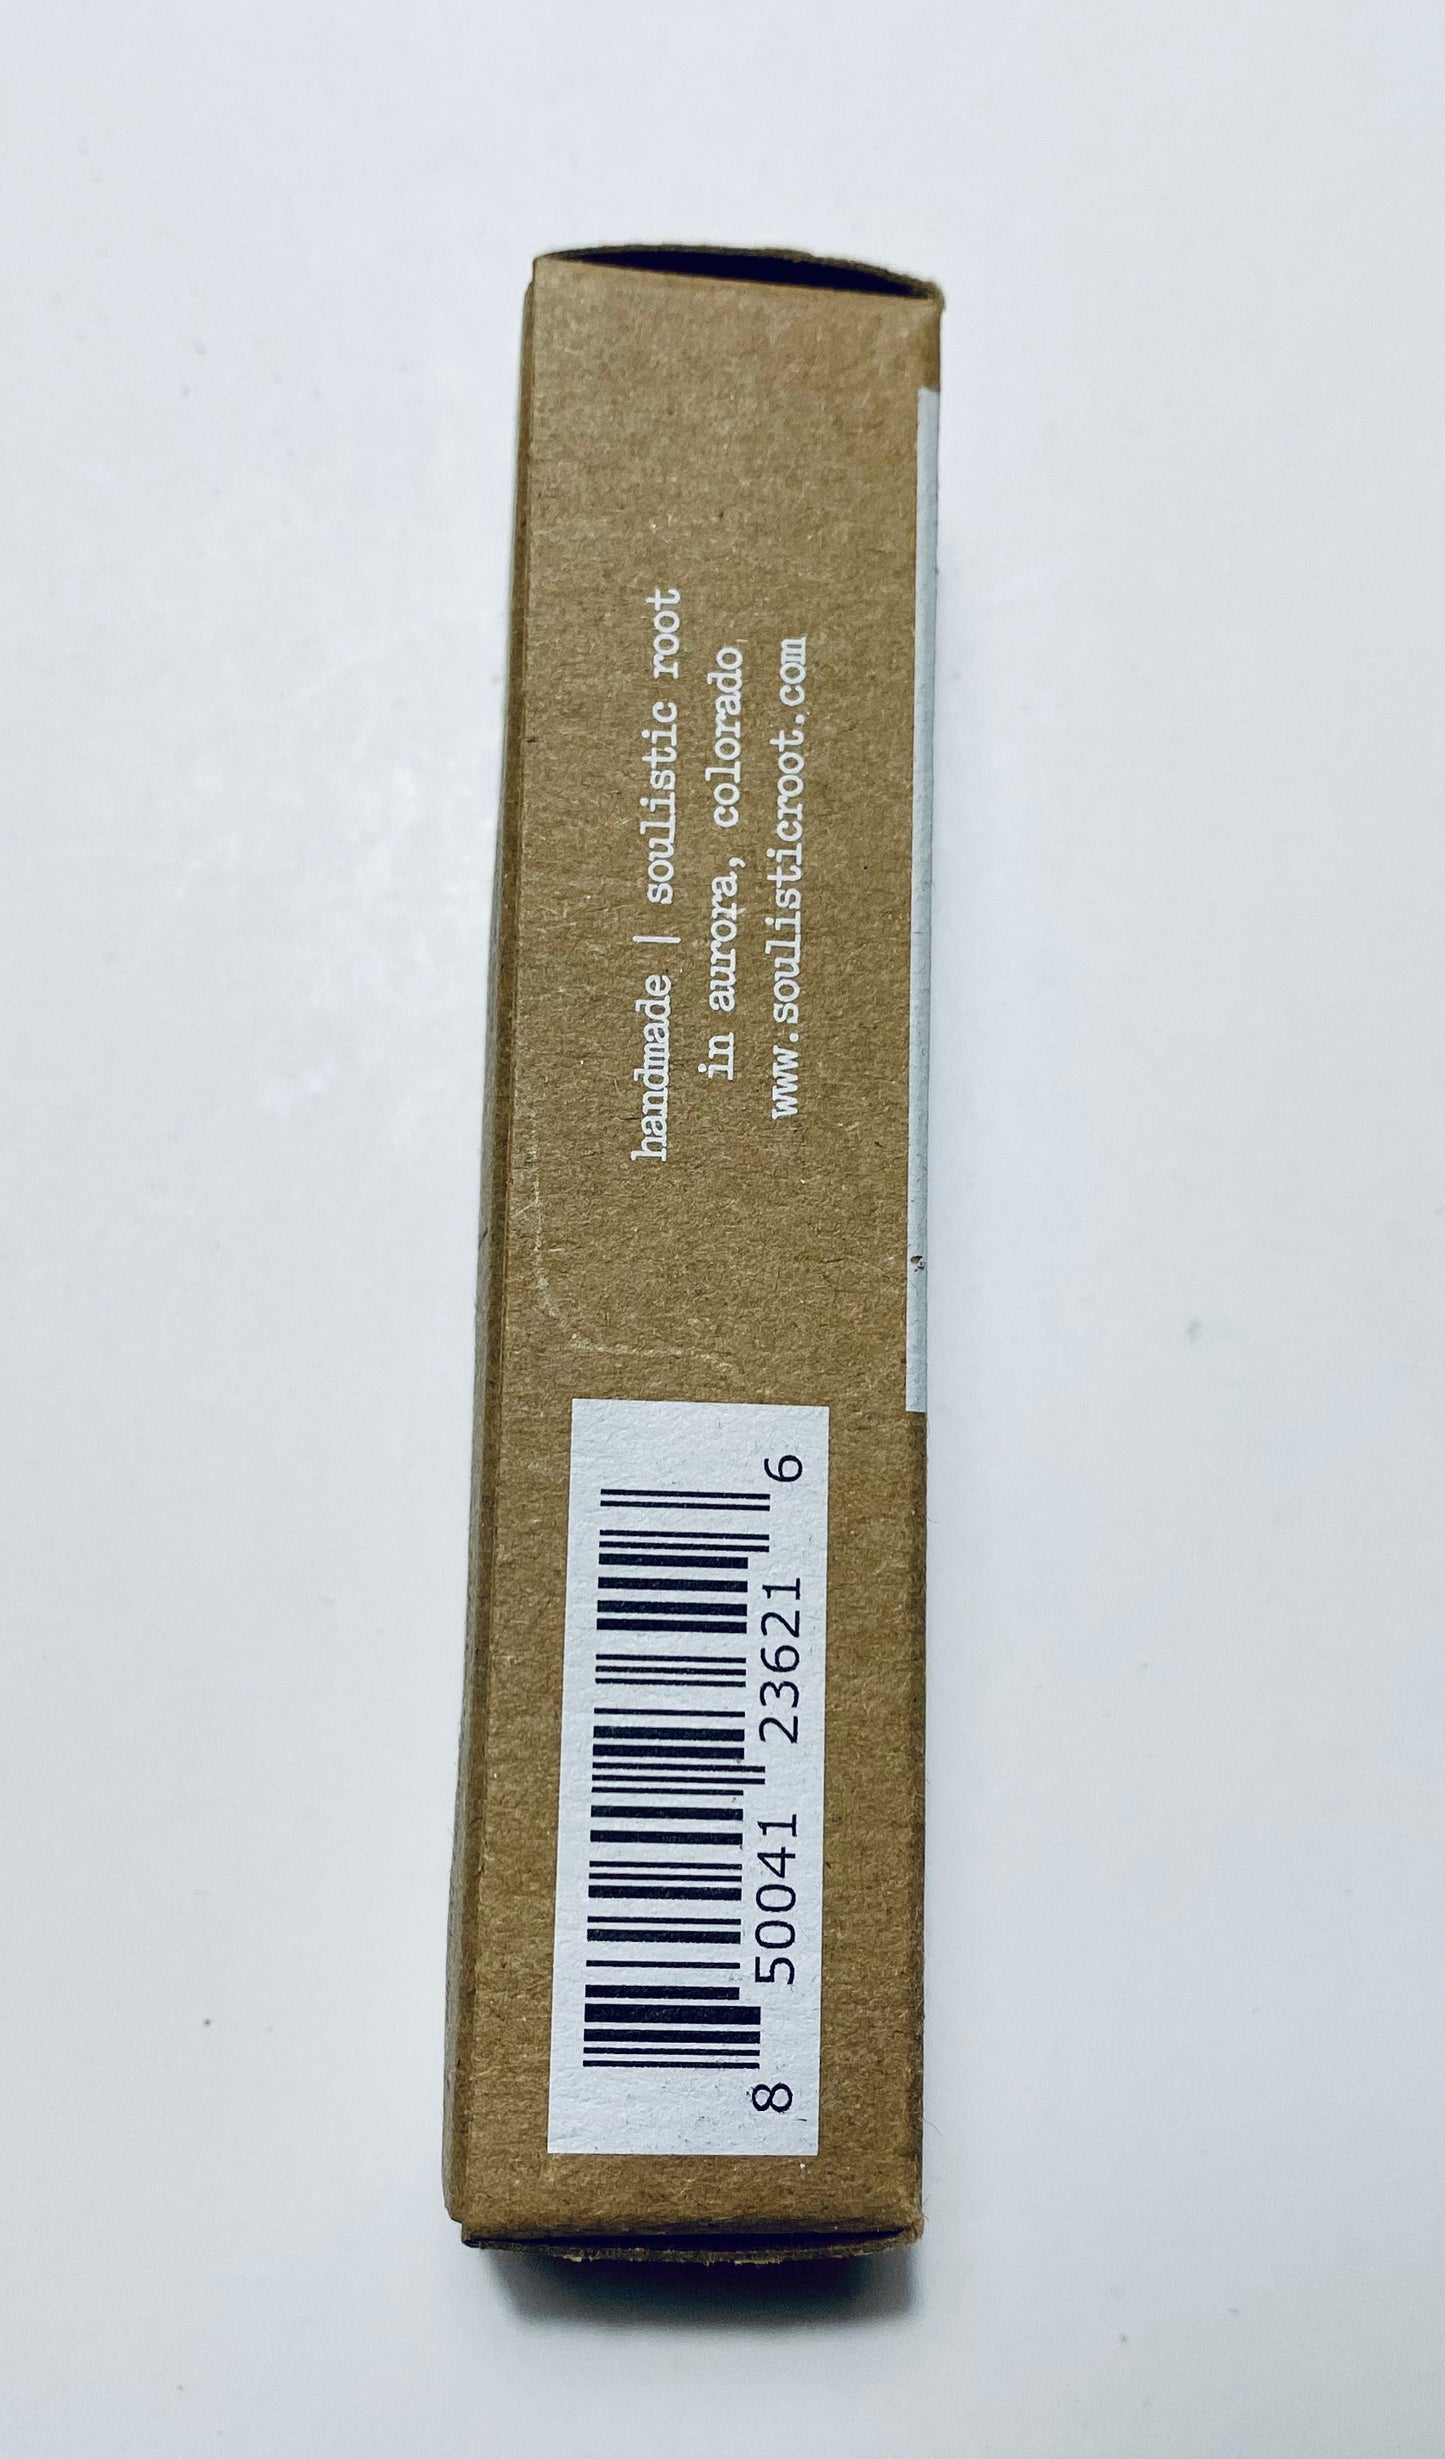 handmade | soulistic root
in aurora, colorado
www.soulisticroot.com
8 50041 23621 6